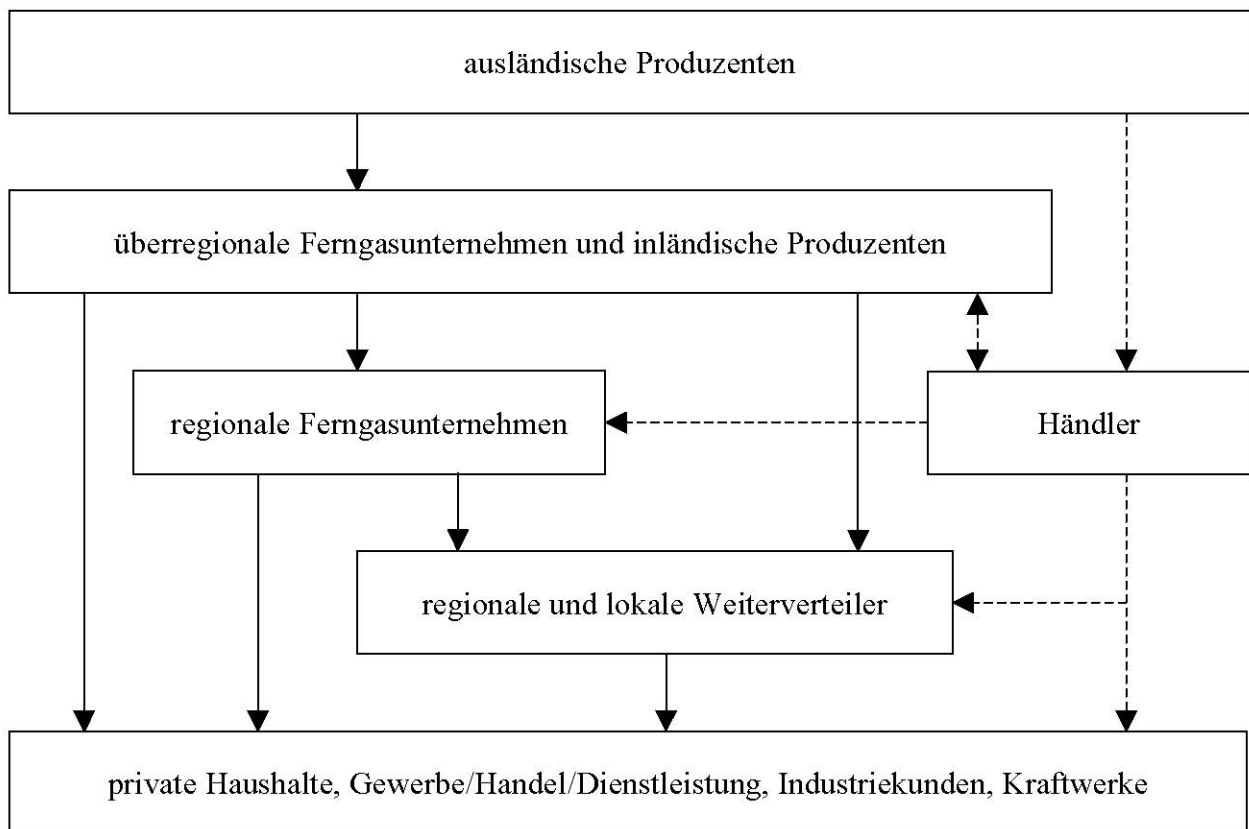 ausländische Produzenten
überregionale Ferngasunternehmen und inländische Produzenten
regionale Ferngasunternehmen
Händler
regionale und lokale Weiterverteiler
private Haushalte, Gewerbe/Handel/Dienstleistung, Industriekunden, Kraftwerke